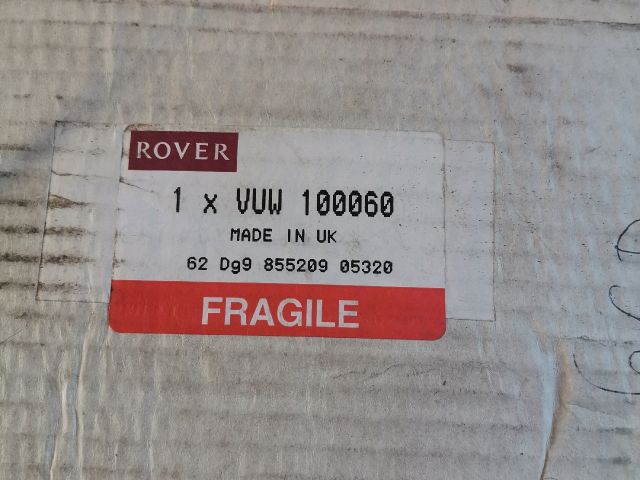 ROVER
1 x VUW 100060
MADE IN UK
62 Dg9 855209 05320
FRAGILE